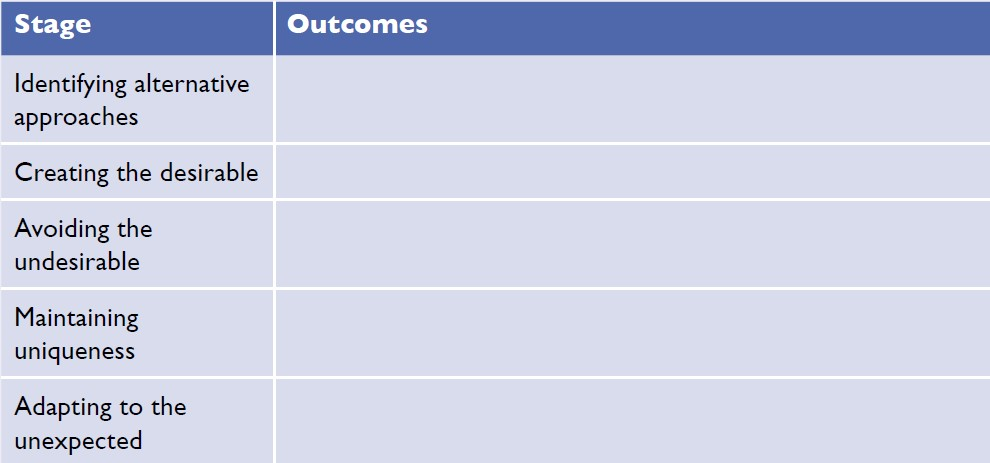 Stage
Outcomes
Identifying alternative
approaches
Creating the desirable
Avoiding the
undesirable
Maintaining
uniqueness
Adapting to the
unexpected